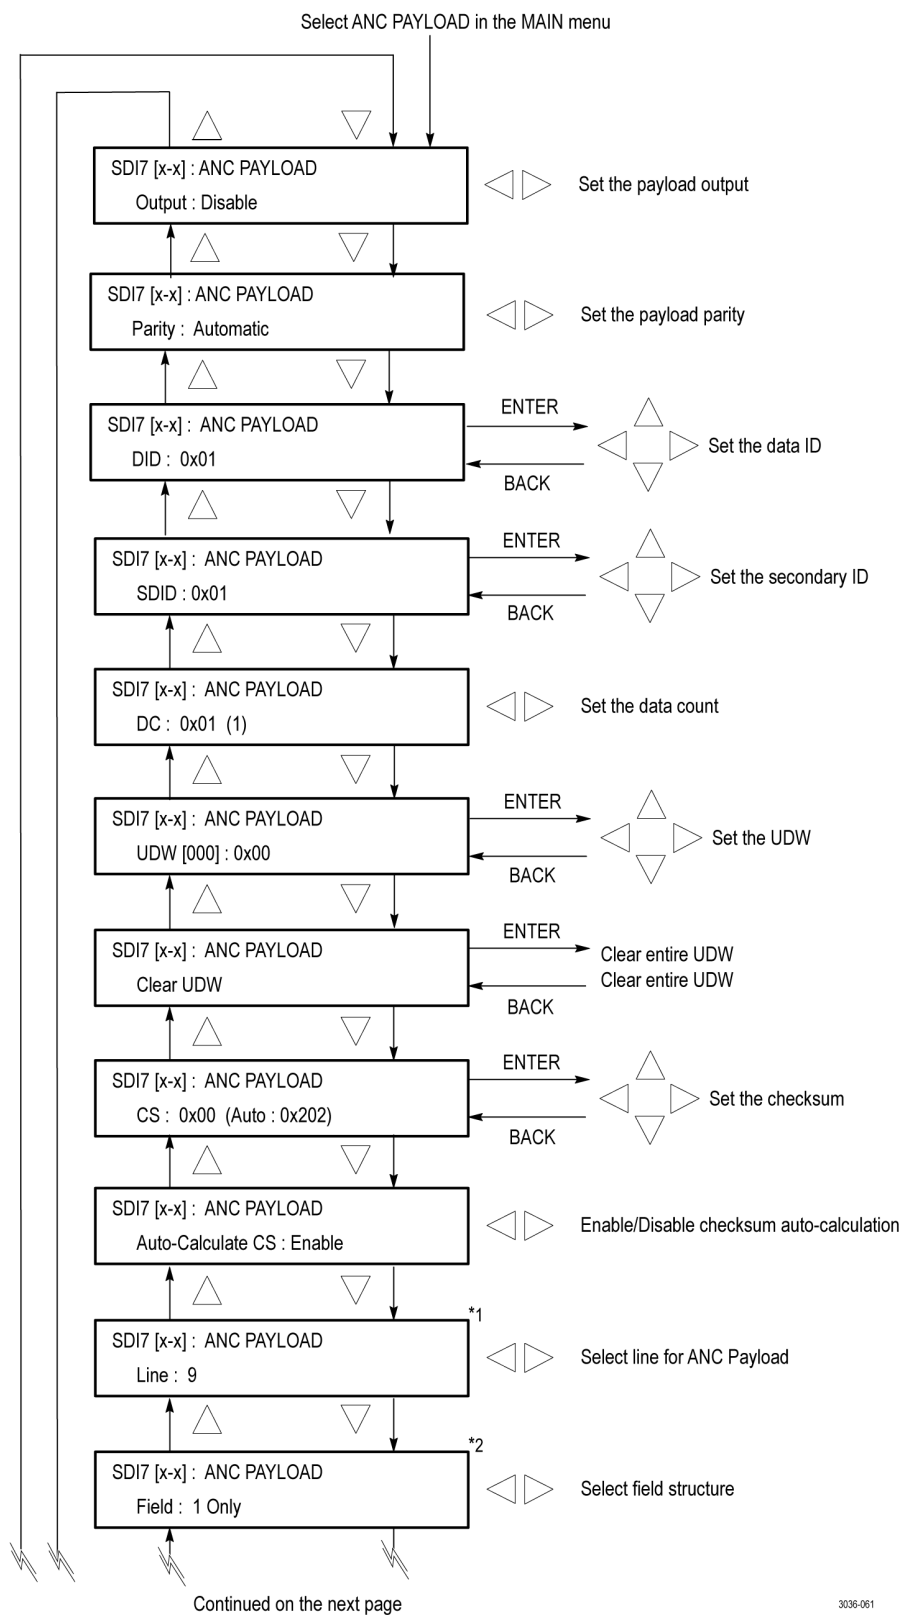 Select ANC PAYLOAD in the MAIN menu
SDI7 [x-x] : ANC PAYLOAD
Output : Disable
Set the payload output
SDI7 [x-x] : ANC PAYLOAD
Parity : Automatic
Set the payload parity
SDI7 [x-x] : ANC PAYLOAD
DID : 0x01
ENTER
BACK
Set the data ID
SDI7 [x-x] : ANC PAYLOAD
SDID : 0x01
ENTER
BACK
Set the secondary ID
SDI7 [x-x] : ANC PAYLOAD
DC : 0x01 (1)
Set the data count
SDI7 [x-x] : ANC PAYLOAD
UDW [000] : 0x00
ENTER
BACK
Set the UDW
SDI7 [x-x] : ANC PAYLOAD
Clear UDW
ENTER
BACK
Clear entire UDW
Clear entire UDW
SDI7 [x-x] : ANC PAYLOAD
CS : 0x00 (Auto : 0x202)
ENTER
BACK
Set the checksum
SDI7 [x-x] : ANC PAYLOAD
Auto-Calculate CS : Enable
Enable/Disable checksum auto-calculation
*1
SDI7 [x-x] : ANC PAYLOAD
Line : 9
Select line for ANC Payload
*2
SDI7 [x-x] : ANC PAYLOAD
Field : 1 Only
Select field structure
Continued on the next page
3036-061